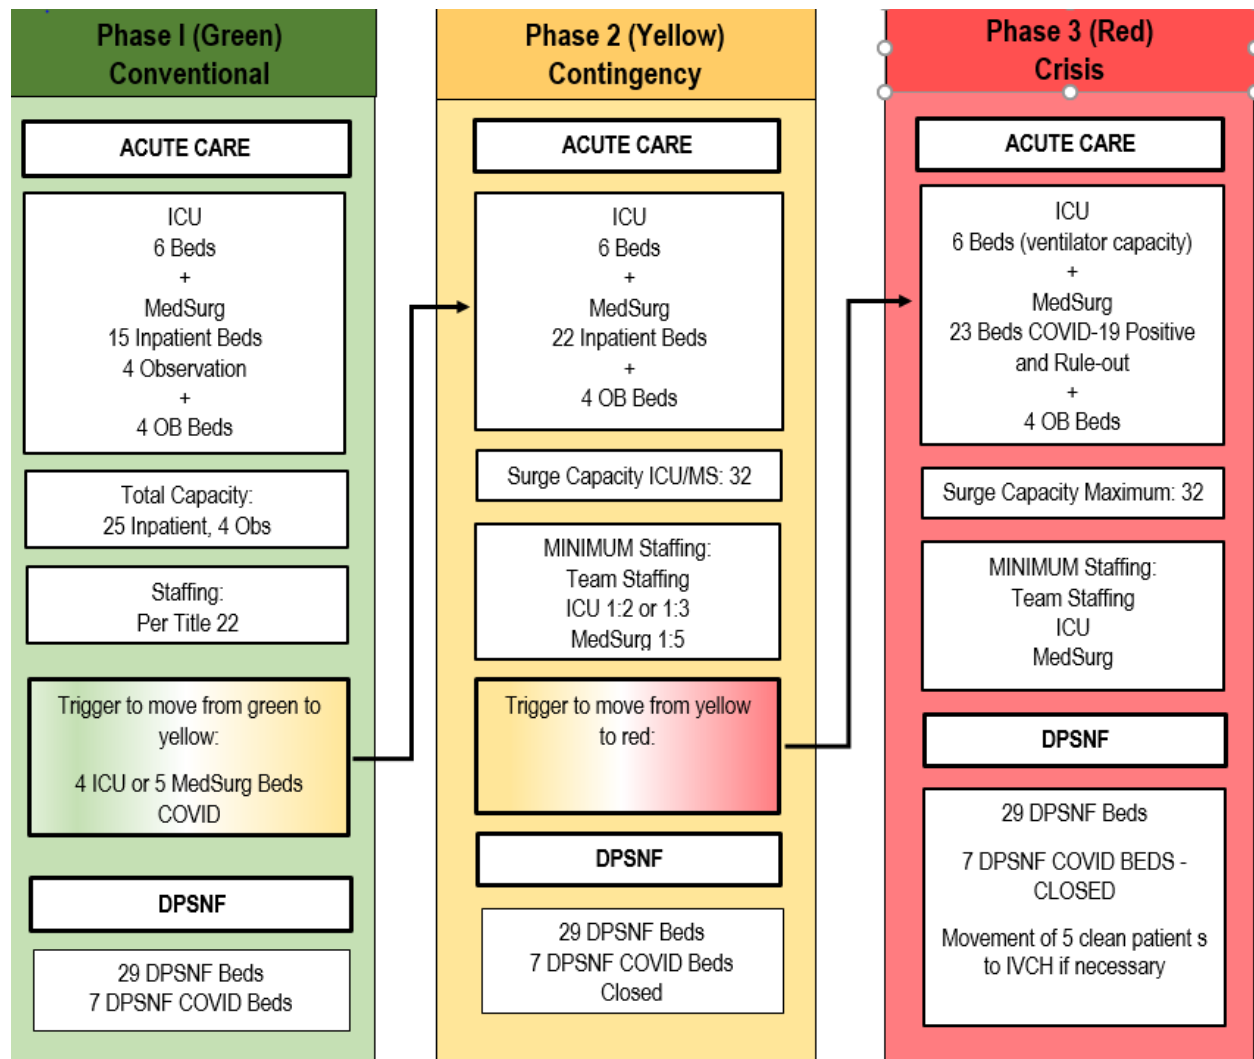 Phase I (Green)
Conventional
ACUTE CARE
ICU
6 Beds
+
MedSurg
15 Inpatient Beds
4 Observation
+
4 OB Beds
Total Capacity:
25 Inpatient, 4 Obs
Staffing:
Per Title 22
Trigger to move from green to
yellow:
4 ICU or 5 MedSurg Beds
COVID
DPSNF
29 DPSNF Beds
7 DPSNF COVID Beds
Phase 2 (Yellow)
Contingency
ACUTE CARE
ICU
6 Beds
+
MedSurg
22 Inpatient Beds
+
4 OB Beds
Surge Capacity ICU/MS: 32
MINIMUM Staffing:
Team Staffing
ICU 1:2 or 1:3
MedSurg 1:5
Trigger to move from yellow
to red:
DPSNF
29 DPSNF Beds
7 DPSNF COVID Beds
Closed
Phase 3 (Red)
Crisis
ACUTE CARE
ICU
6 Beds (ventilator capacity)
+
MedSurg
23 Beds COVID-19 Positive
and Rule-out
+
4 OB Beds
Surge Capacity Maximum: 32
MINIMUM Staffing:
Team Staffing
ICU
MedSurg
DPSNF
29 DPSNF Beds
7 DPSNF COVID BEDS -
CLOSED
Movement of 5 clean patient s
to IVCH if necessary